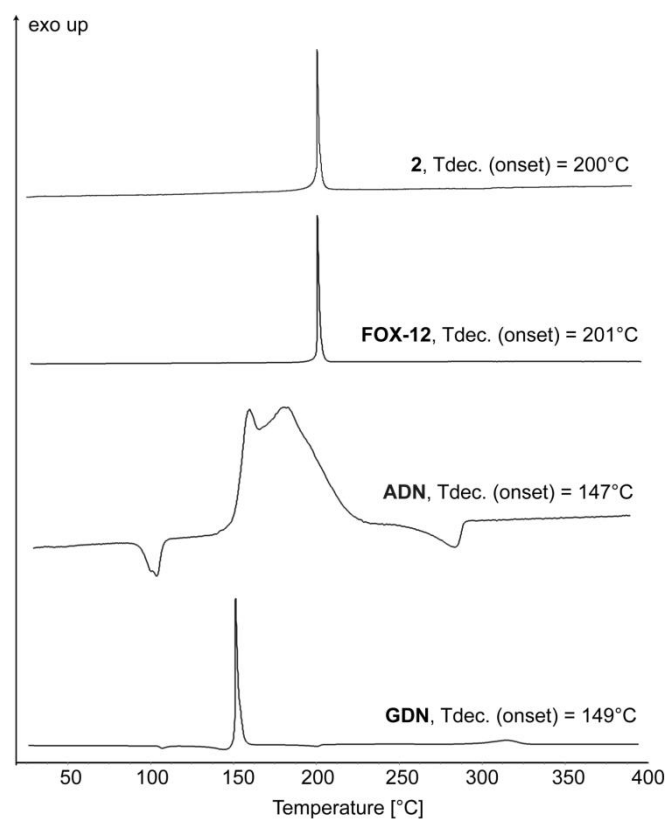 exo up
2, Tdec. (onset) = 200°C
FOX-12, Tdec. (onset) = 201°C
ADN, Tdec. (onset) = 147°C
GDN, Tdec. (onset) = 149°C
50 100 150 200 250 300 350 400
Temperature [°C]